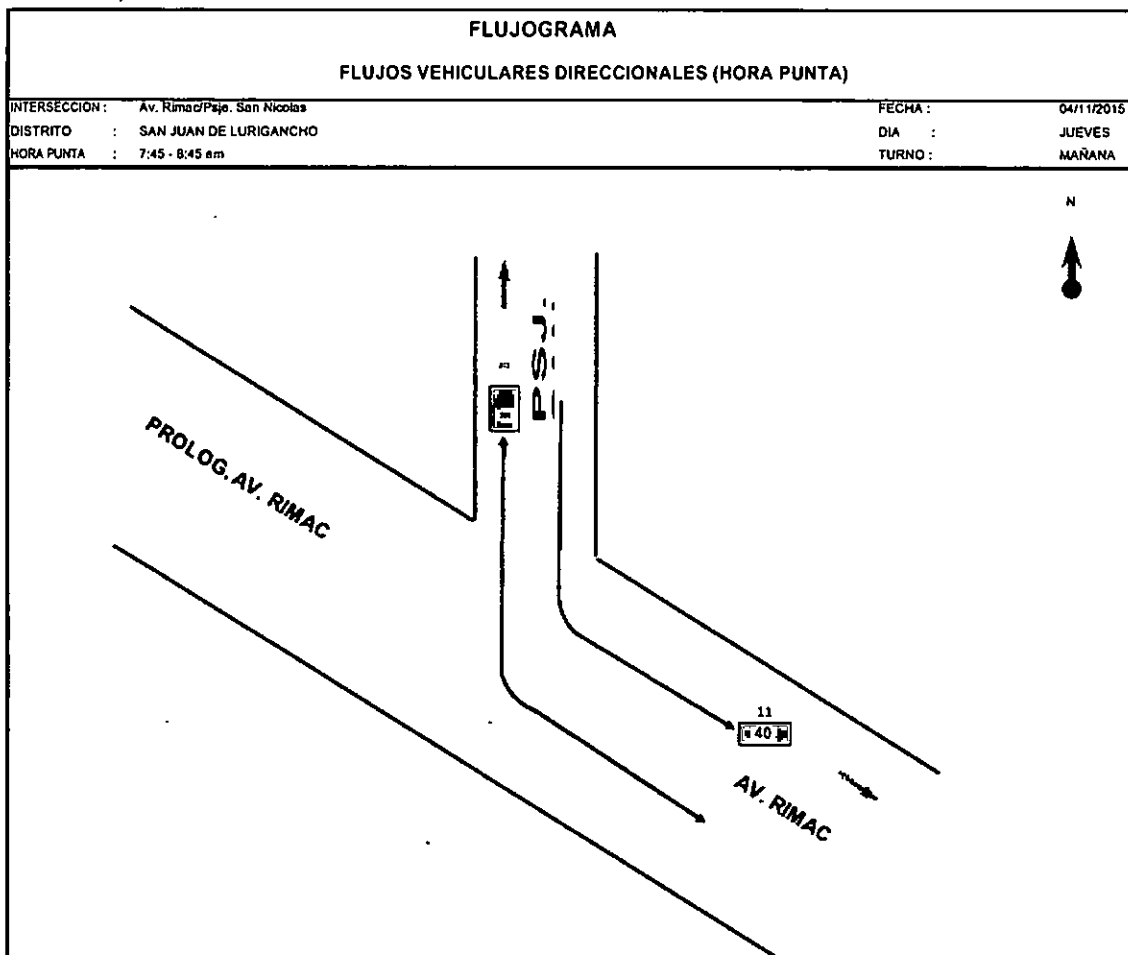 FLUJOGRAMA
FLUJOS VEHICULARES DIRECCIONALES (HORA PUNTA)
INTERSECCION : Av. Rimac/Psje. San Nicolas FECHA : 04/11/2015
DISTRITO : SAN JUAN DE LURIGANCHO DIA : JUEVES
HORA PUNTA : 7:45 - 8:45 am TURNO : MAÑANA
N
PSJ.
PROLOG. AV. RIMAC
11
40
AV. RIMAC